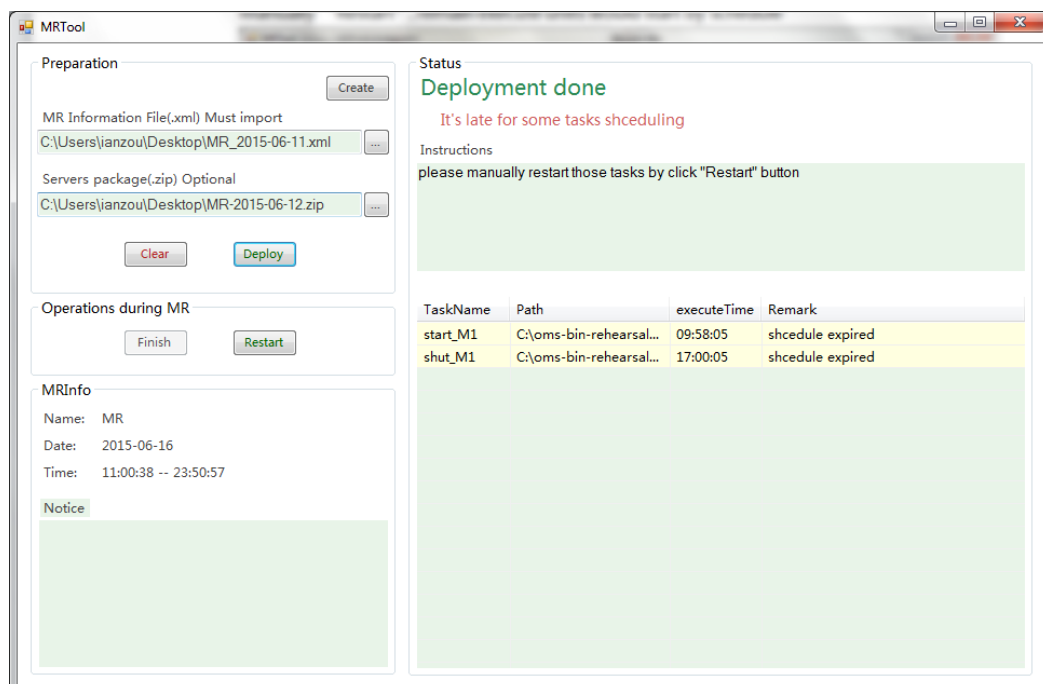 MRTool
Preparation
Create
MR Information File(.xml) Must import
C:\Users\ianzou\Desktop\MR_2015-06-11.xml
...
Servers package(.zip) Optional
C:\Users\ianzou\Desktop\MR-2015-06-12.zip
...
Clear
Deploy
Operations during MR
Finish
Restart
MRInfo
Name: MR
Date: 2015-06-16
Time: 11:00:38 -- 23:50:57
Notice
Status
Deployment done
It's late for some tasks shceduling
Instructions
please manually restart those tasks by click "Restart" button
TaskName Path executeTime Remark
start_M1 C:\oms-bin-rehearsal... 09:58:05 shcedule expired
shut_M1 C:\oms-bin-rehearsal... 17:00:05 shcedule expired